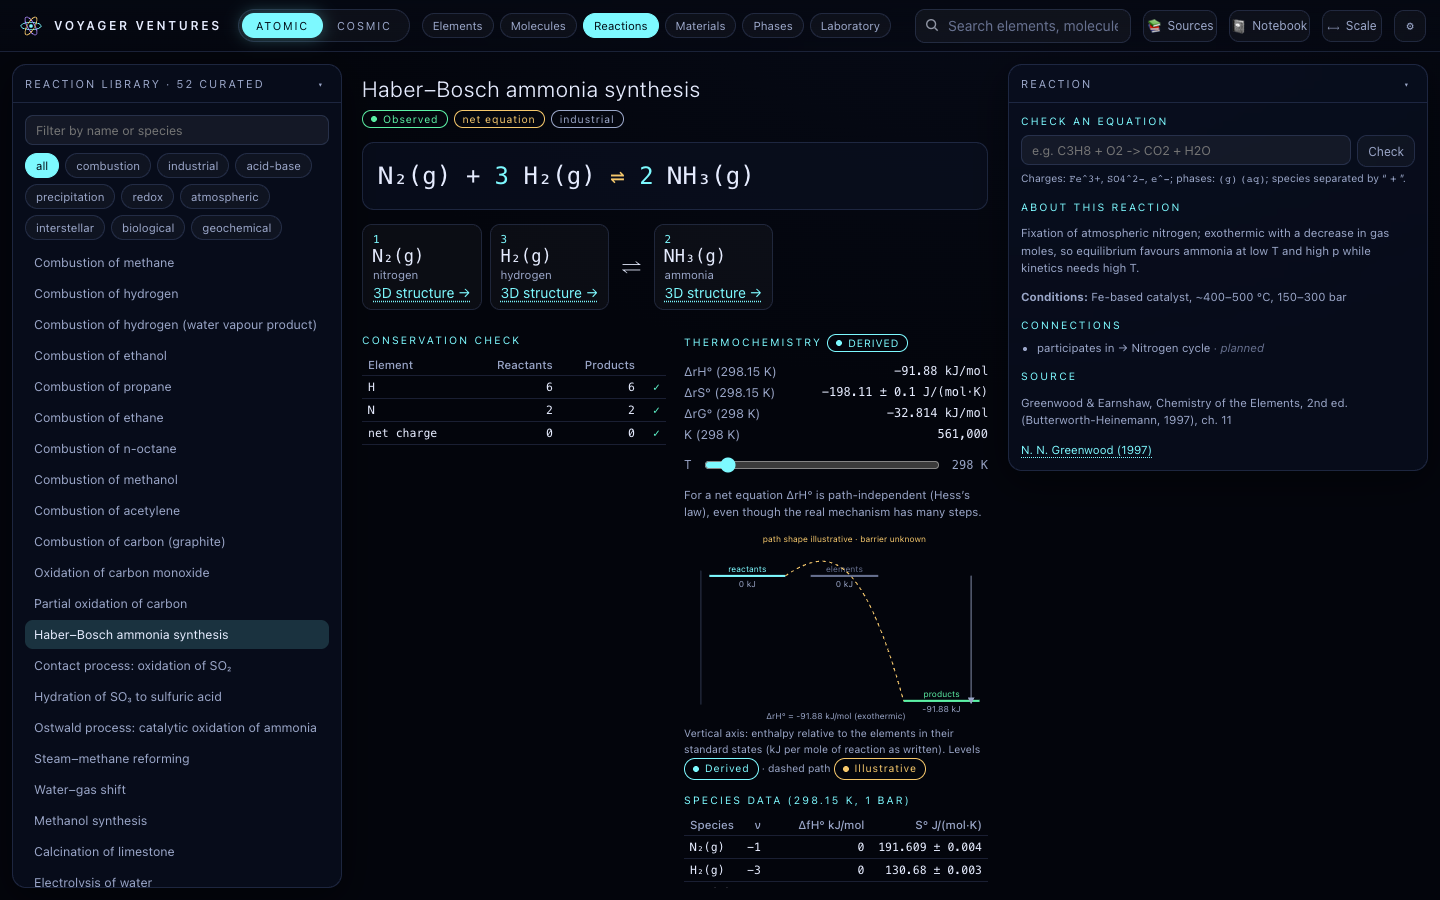 VOYAGER VENTURES
ATOMIC
COSMIC
Elements
Molecules
Reactions
Materials
Phases
Laboratory
Search elements, molecule
Sources
Notebook
Scale
REACTION LIBRARY · 52 CURATED
Filter by name or species
all
combustion
industrial
acid-base
precipitation
redox
atmospheric
interstellar
biological
geochemical
Combustion of methane
Combustion of hydrogen
Combustion of hydrogen (water vapour product)
Combustion of ethanol
Combustion of propane
Combustion of ethane
Combustion of n-octane
Combustion of methanol
Combustion of acetylene
Combustion of carbon (graphite)
Oxidation of carbon monoxide
Partial oxidation of carbon
Haber–Bosch ammonia synthesis
Contact process: oxidation of SO₂
Hydration of SO₃ to sulfuric acid
Ostwald process: catalytic oxidation of ammonia
Steam–methane reforming
Water–gas shift
Methanol synthesis
Calcination of limestone
Electrolysis of water
Haber–Bosch ammonia synthesis
Observed
net equation
industrial
N₂(g) + 3 H₂(g) ⇌ 2 NH₃(g)
1
N₂(g)
nitrogen
3D structure →
3
H₂(g)
hydrogen
3D structure →
⇌
2
NH₃(g)
ammonia
3D structure →
CONSERVATION CHECK
Element Reactants Products
H 6 6 ✓
N 2 2 ✓
net charge 0 0 ✓
THERMOCHEMISTRY DERIVED
ΔrH° (298.15 K) −91.88 kJ/mol
ΔrS° (298.15 K) −198.11 ± 0.1 J/(mol·K)
ΔrG° (298 K) −32.814 kJ/mol
K (298 K) 561,000
T 298 K
For a net equation ΔrH° is path-independent (Hess's
law), even though the real mechanism has many steps.
path shape illustrative · barrier unknown
reactants
0 kJ
elements
0 kJ
products
-91.88 kJ
ΔrH° = -91.88 kJ/mol (exothermic)
Vertical axis: enthalpy relative to the elements in their
standard states (kJ per mole of reaction as written). Levels
Derived · dashed path Illustrative
SPECIES DATA (298.15 K, 1 BAR)
Species ν ΔfH° kJ/mol S° J/(mol·K)
N₂(g) −1 0 191.609 ± 0.004
H₂(g) −3 0 130.68 ± 0.003
REACTION
CHECK AN EQUATION
e.g. C3H8 + O2 -> CO2 + H2O
Check
Charges: Fe^3+, SO4^2−, e^−; phases: (g) (aq); species separated by " + ".
ABOUT THIS REACTION
Fixation of atmospheric nitrogen; exothermic with a decrease in gas
moles, so equilibrium favours ammonia at low T and high p while
kinetics needs high T.
Conditions: Fe-based catalyst, ~400–500 °C, 150–300 bar
CONNECTIONS
• participates in → Nitrogen cycle · planned
SOURCE
Greenwood & Earnshaw, Chemistry of the Elements, 2nd ed.
(Butterworth-Heinemann, 1997), ch. 11
N. N. Greenwood (1997)